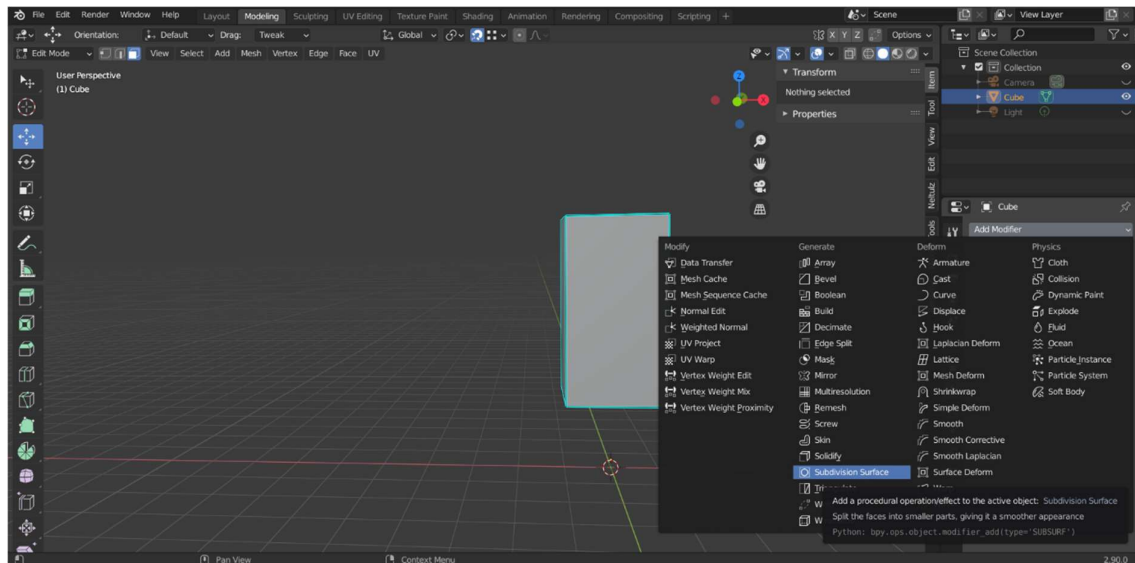 File Edit Render Window Help Layout Modeling Sculpting UV Editing Texture Paint Shading Animation Rendering Compositing Scripting + Scene View Layer
Orientation: Default Drag: Tweak Global X Y Z Options
Edit Mode View Select Add Mesh Vertex Edge Face UV
User Perspective
(1) Cube
X
Z
Transform
Nothing selected
Properties
Item
Tool
View
Edit
Neltulz
Scene Collection
Collection
Camera
Cube
Light
Cube
Add Modifier
Modify
Data Transfer
Mesh Cache
Mesh Sequence Cache
Normal Edit
Weighted Normal
UV Project
UV Warp
Vertex Weight Edit
Vertex Weight Mix
Vertex Weight Proximity
Generate
Array
Bevel
Boolean
Build
Decimate
Edge Split
Mask
Mirror
Multiresolution
Remesh
Screw
Skin
Solidify
Subdivision Surface
W
W
Deform
Armature
Cast
Curve
Displace
Hook
Laplacian Deform
Lattice
Mesh Deform
Shrinkwrap
Simple Deform
Smooth
Smooth Corrective
Smooth Laplacian
Surface Deform
Physics
Cloth
Collision
Dynamic Paint
Explode
Fluid
Ocean
Particle Instance
Particle System
Soft Body
Add a procedural operation/effect to the active object: Subdivision Surface
Split the faces into smaller parts, giving it a smoother appearance
Python: bpy.ops.object.modifier_add(type='SUBSURF')
Pan View Context Menu 2.90.0